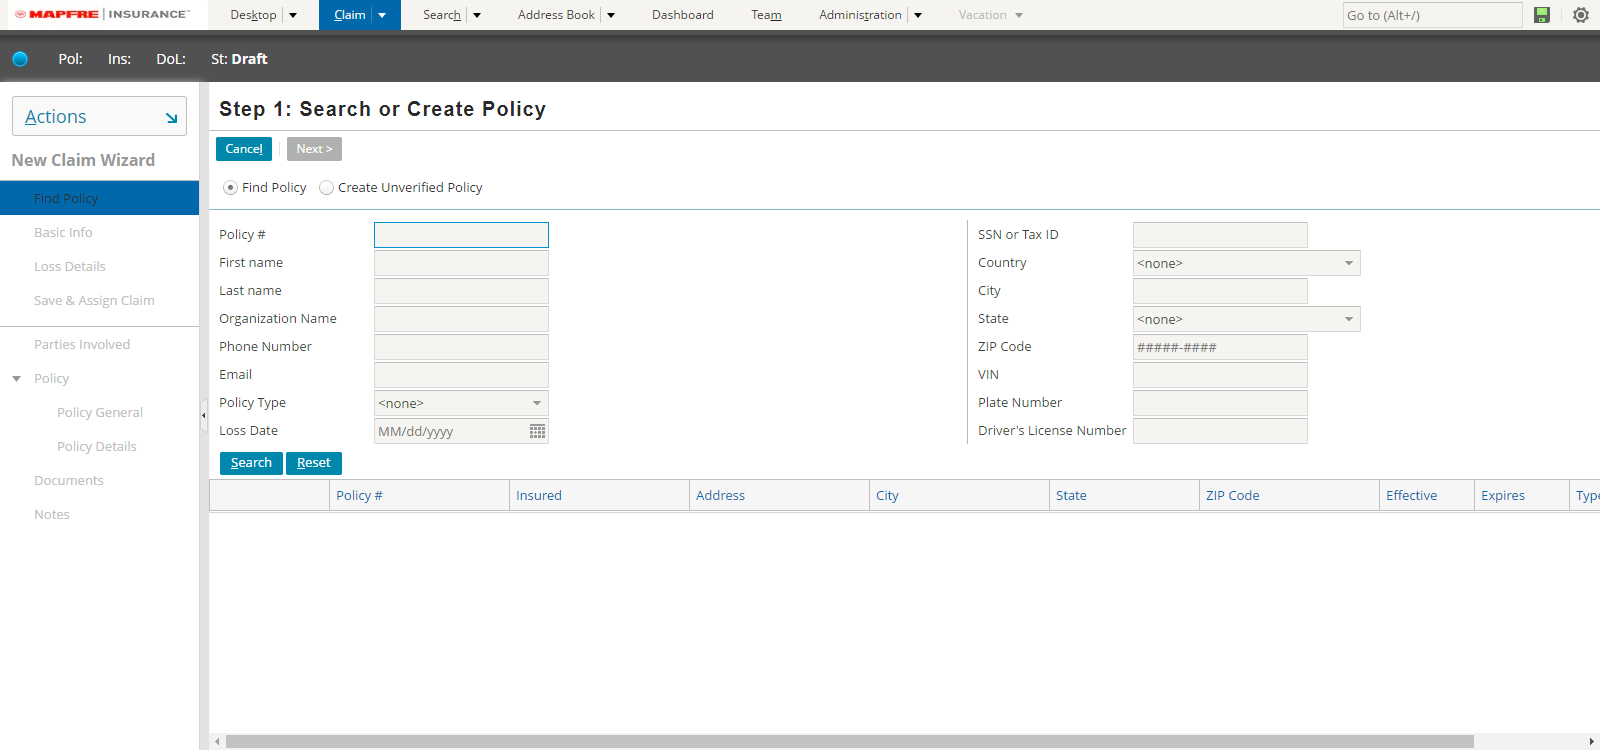 MAPFRE | INSURANCE Desktop Claim Search Address Book Dashboard Team Administration Vacation Go to (Alt+/)
Pol: Ins: DoL: St: Draft
Actions
New Claim Wizard
Find Policy
Basic Info
Loss Details
Save & Assign Claim
Parties Involved
Policy
Policy General
Policy Details
Documents
Notes
Step 1: Search or Create Policy
Cancel Next >
Find Policy Create Unverified Policy
Policy #
First name
Last name
Organization Name
Phone Number
Email
Policy Type <none>
Loss Date MM/dd/yyyy
SSN or Tax ID
Country <none>
City
State <none>
ZIP Code #####-####
VIN
Plate Number
Driver's License Number
Search Reset
Policy # Insured Address City State ZIP Code Effective Expires Type